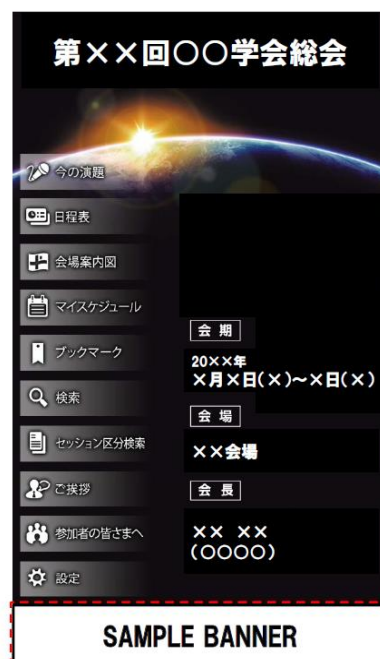 第××回○○学会総会
今の演題
日程表
会場案内図
マイスケジュール
ブックマーク
検索
セッション区分検索
ご挨拶
参加者の皆さまへ
設定
会 期
20××年
×月×日(×)~×日(×)
会 場
××会場
会 長
×× ××
(○○○○)
SAMPLE BANNER